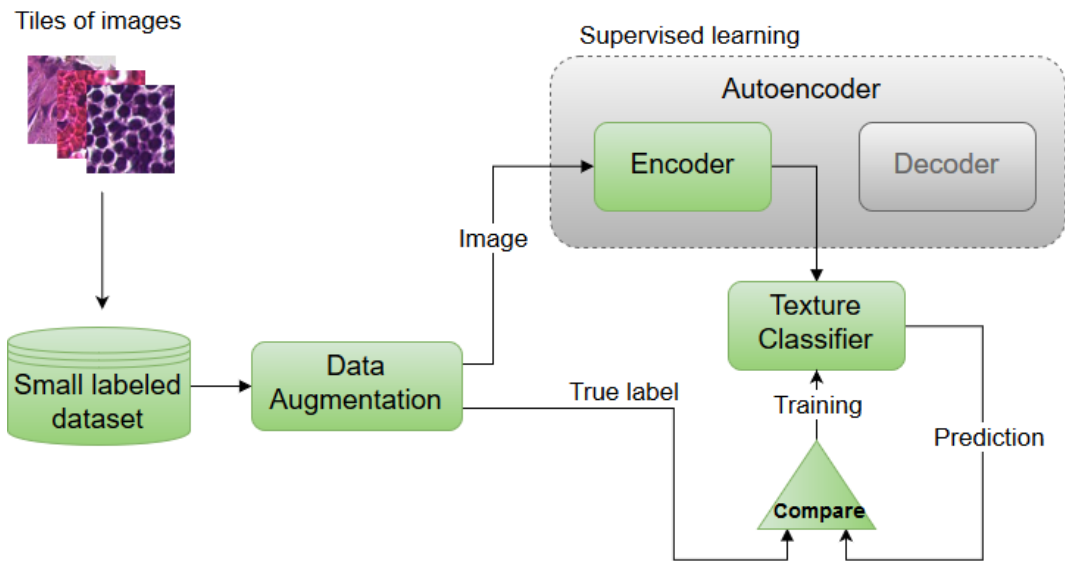 Tiles of images
Supervised learning
Autoencoder
Encoder
Decoder
Image
Texture
Classifier
Small labeled
dataset
Data
Augmentation
True label
Training
Prediction
Compare